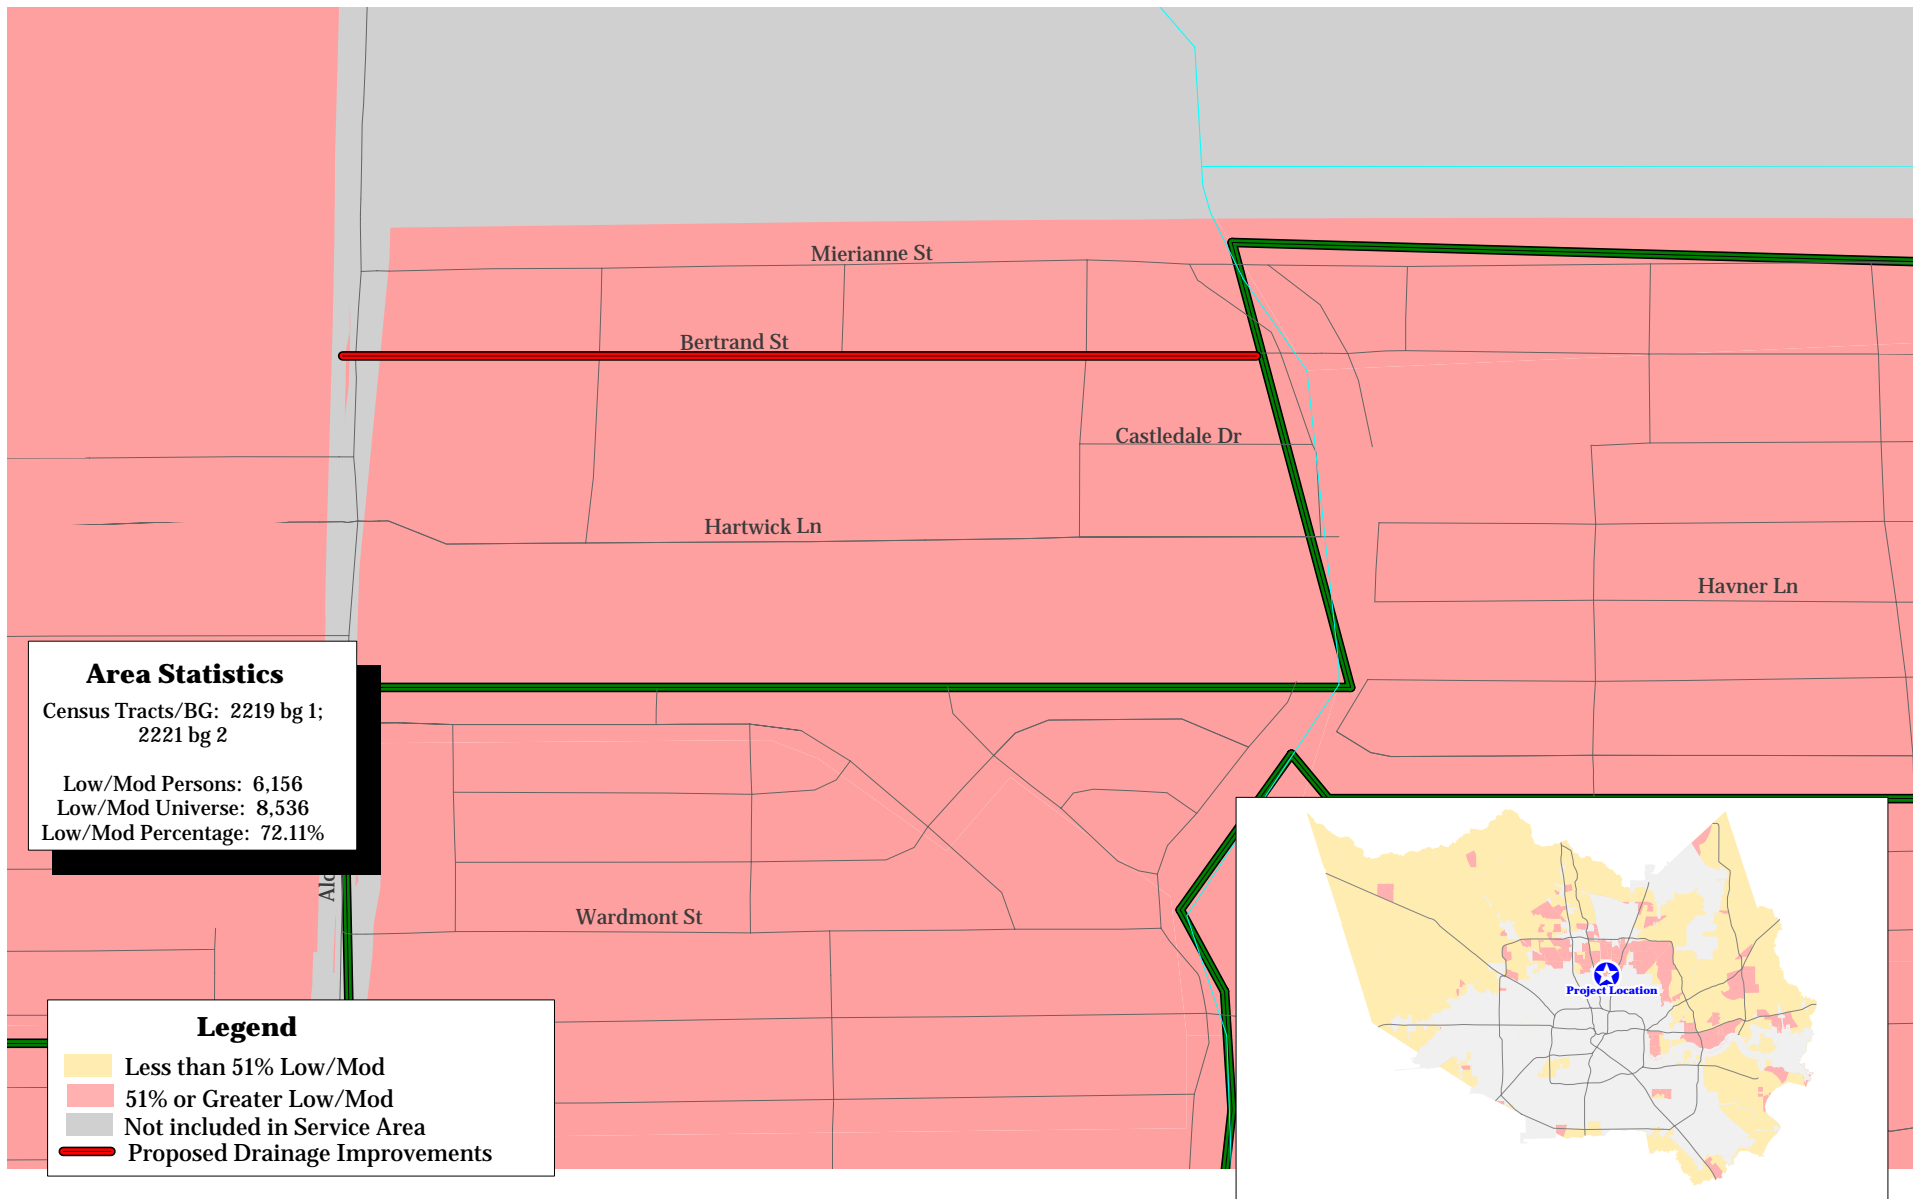 Mierianne St
Bertrand St
Castledale Dr
Hartwick Ln
Havner Ln
Area Statistics
Census Tracts/BG: 2219 bg 1;
2221 bg 2
Low/Mod Persons: 6,156
Low/Mod Universe: 8,536
Low/Mod Percentage: 72.11%
Wardmont St
Project Location
Legend
Less than 51% Low/Mod
51% or Greater Low/Mod
Not included in Service Area
Proposed Drainage Improvements